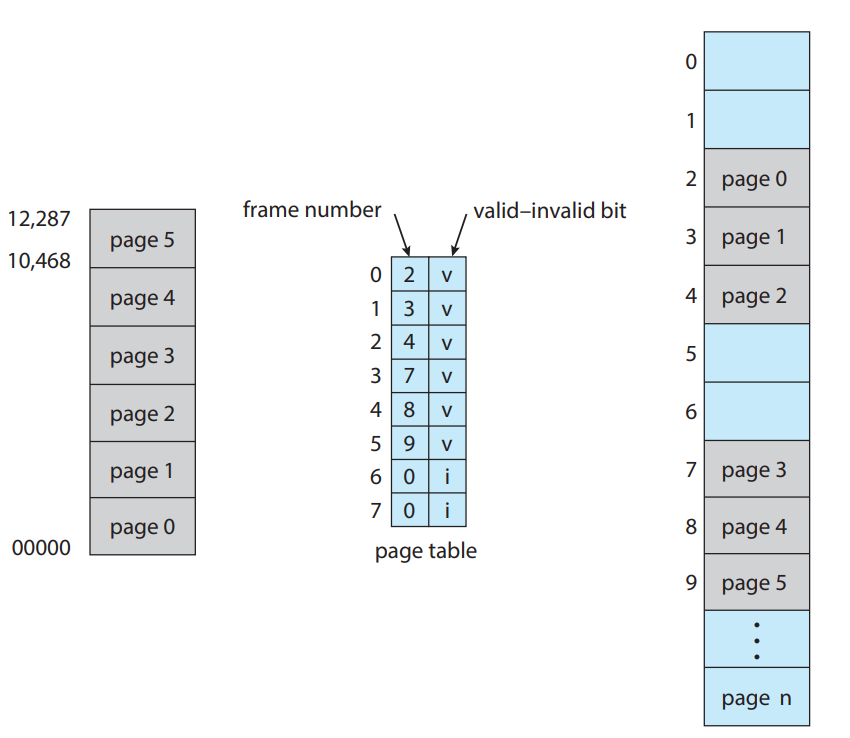 12,287
page 5
10,468
page 4
page 3
page 2
page 1
page 0
00000
frame number
valid–invalid bit
0 2 v
1 3 v
2 4 v
3 7 v
4 8 v
5 9 v
6 0 i
7 0 i
page table
0
1
2 page 0
3 page 1
4 page 2
5
6
7 page 3
8 page 4
9 page 5
page n